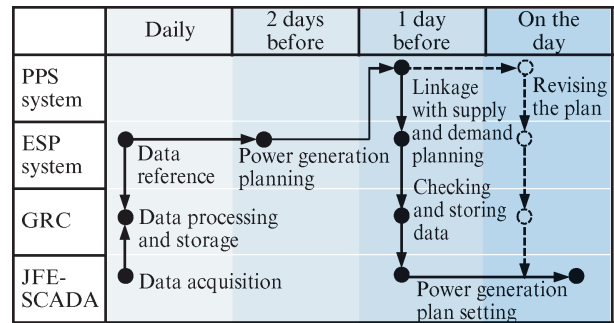 Daily
2 days
before
1 day
before
On the
day
PPS
system
Linkage
with supply
and demand
planning
Revising
the plan
ESP
system
Data
reference
Power generation
planning
GRC
Data processing
and storage
Checking
and storing
data
JFE-
SCADA
Data acquisition
Power generation
plan setting